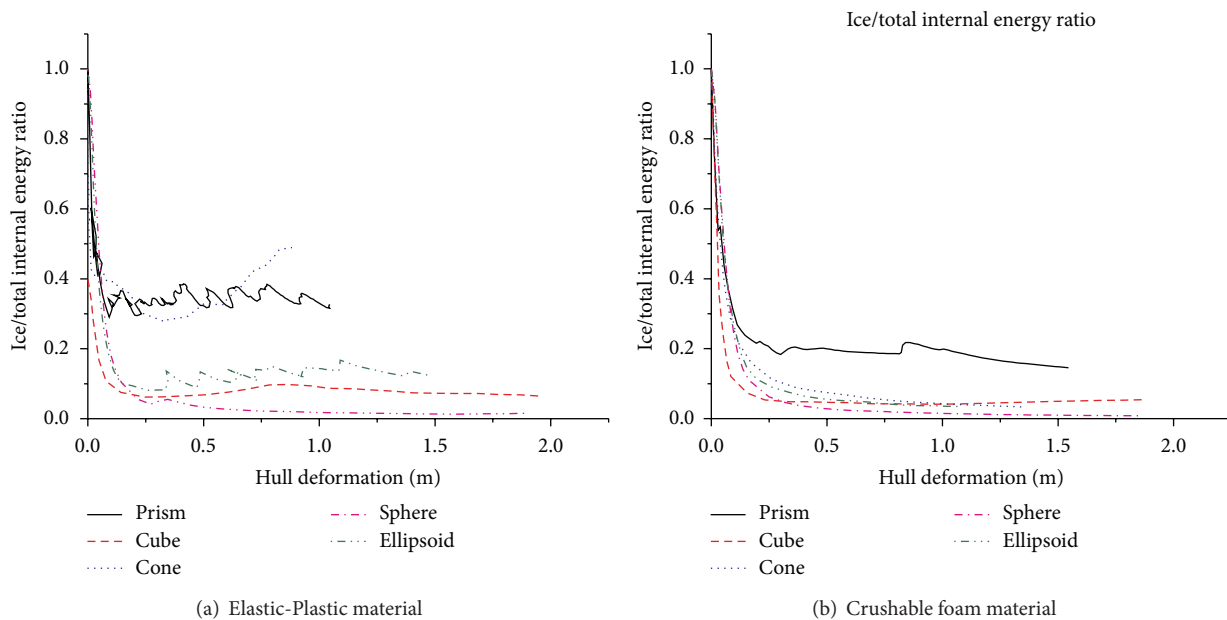 Ice/total internal energy ratio
1.0
0.8
0.6
0.4
0.2
0.0
Ice/total internal energy ratio
0.0 0.5 1.0 1.5 2.0
Hull deformation (m)
Prism
Cube
Cone
Sphere
Ellipsoid
(a) Elastic-Plastic material
Ice/total internal energy ratio
1.0
0.8
0.6
0.4
0.2
0.0
0.0 0.5 1.0 1.5 2.0
Hull deformation (m)
Prism
Cube
Cone
Sphere
Ellipsoid
(b) Crushable foam material